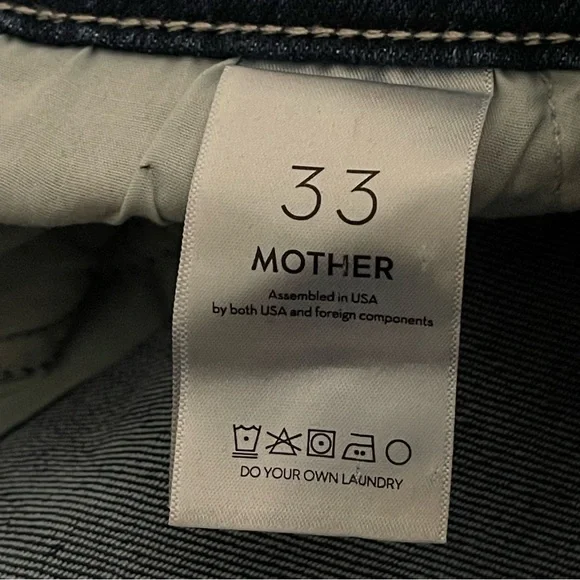 33
MOTHER
Assembled in USA
by both USA and foreign components
DO YOUR OWN LAUNDRY